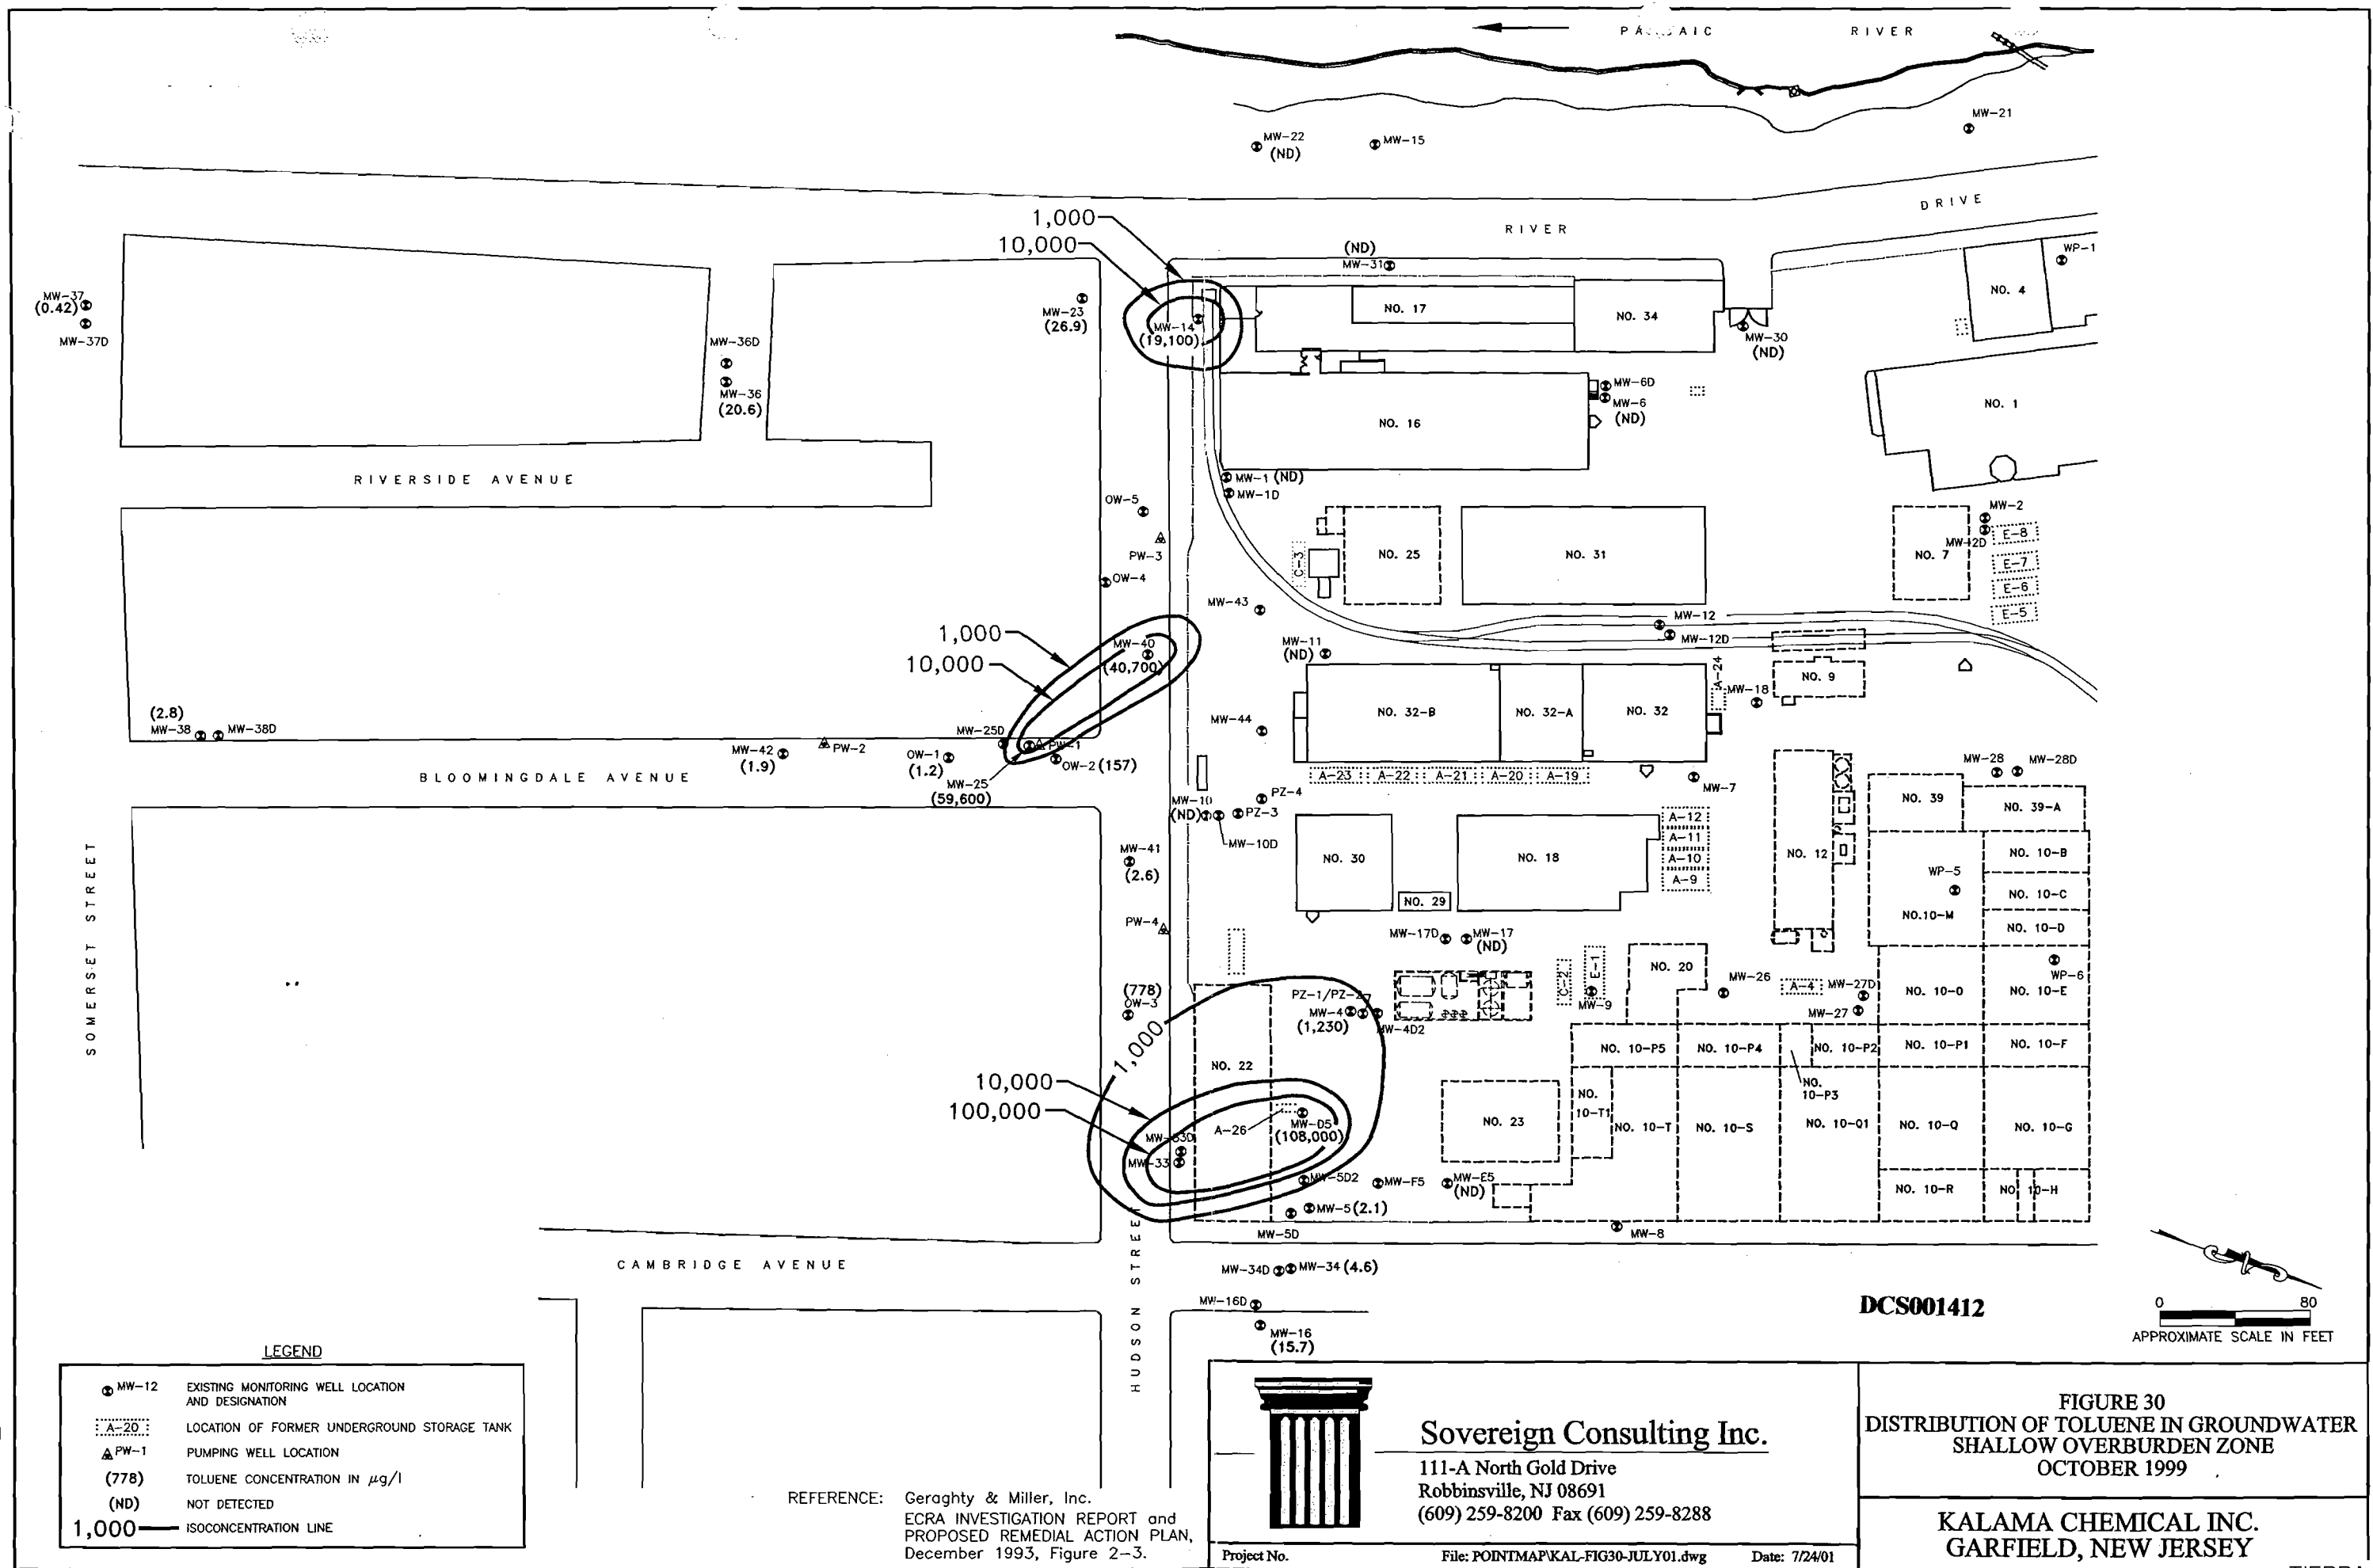 PASSAIC RIVER
MW-21
MW-22
(ND)
MW-15
DRIVE
RIVER
1,000
10,000
(ND)
MW-31
WP-1
NO. 4
MW-37
(0.42)
MW-37D
MW-23
(26.9)
MW-14
(19,100)
NO. 17
NO. 34
MW-30
(ND)
MW-36D
MW-36
(20.6)
MW-6D
MW-6
(ND)
NO. 16
NO. 1
RIVERSIDE AVENUE
MW-1 (ND)
MW-1D
OW-5
PW-3
OW-4
C-3
NO. 25
NO. 31
NO. 7
MW-2
MW-12D
E-8
E-7
E-6
E-5
MW-43
MW-12
MW-12D
1,000
10,000
MW-40
(40,700)
MW-11
(ND)
A-24
MW-18
NO. 9
(2.8)
MW-38
MW-38D
MW-44
NO. 32-B
NO. 32-A
NO. 32
MW-25D
PW-1
MW-42
(1.9)
PW-2
OW-1
(1.2)
OW-2 (157)
MW-25
(59,600)
BLOOMINGDALE AVENUE
A-23
A-22
A-21
A-20
A-19
MW-7
MW-28
MW-28D
MW-10
(ND)
PZ-4
PZ-3
MW-10D
NO. 39
NO. 39-A
A-12
A-11
A-10
A-9
NO. 30
NO. 18
NO. 29
NO. 12
NO. 10-B
WP-5
NO. 10-C
NO.10-M
NO. 10-D
SOMERSET STREET
MW-41
(2.6)
PW-4
MW-17D
MW-17
(ND)
C-2
E-1
MW-9
NO. 20
MW-26
A-4
MW-27D
MW-27
NO. 10-O
NO. 10-E
WP-6
(778)
OW-3
1,000
PZ-1/PZ-2
MW-4
(1,230)
MW-4D2
NO. 22
NO. 10-P5
NO. 10-P4
NO. 10-P2
NO. 10-P1
NO. 10-F
NO.
10-P3
10,000
100,000
A-26
MW-D5
(108,000)
MW-33D
MW-33
NO. 23
NO.
10-T1
NO. 10-T
NO. 10-S
NO. 10-Q1
NO. 10-Q
NO. 10-G
MW-5D2
MW-F5
MW-E5
(ND)
NO. 10-R
NO. 10-H
MW-5 (2.1)
MW-5D
MW-8
HUDSON STREET
CAMBRIDGE AVENUE
MW-34D
MW-34 (4.6)
MW-16D
MW-16
(15.7)
DCS001412
0 80
APPROXIMATE SCALE IN FEET
LEGEND
MW-12 EXISTING MONITORING WELL LOCATION
AND DESIGNATION
A-20 LOCATION OF FORMER UNDERGROUND STORAGE TANK
PW-1 PUMPING WELL LOCATION
(778) TOLUENE CONCENTRATION IN µg/l
(ND) NOT DETECTED
1,000 ISOCONCENTRATION LINE
REFERENCE: Geraghty & Miller, Inc.
ECRA INVESTIGATION REPORT and
PROPOSED REMEDIAL ACTION PLAN,
December 1993, Figure 2-3.
Sovereign Consulting Inc.
111-A North Gold Drive
Robbinsville, NJ 08691
(609) 259-8200 Fax (609) 259-8288
Project No. File: POINTMAP\KAL-FIG30-JULY01.dwg Date: 7/24/01
FIGURE 30
DISTRIBUTION OF TOLUENE IN GROUNDWATER
SHALLOW OVERBURDEN ZONE
OCTOBER 1999
KALAMA CHEMICAL INC.
GARFIELD, NEW JERSEY